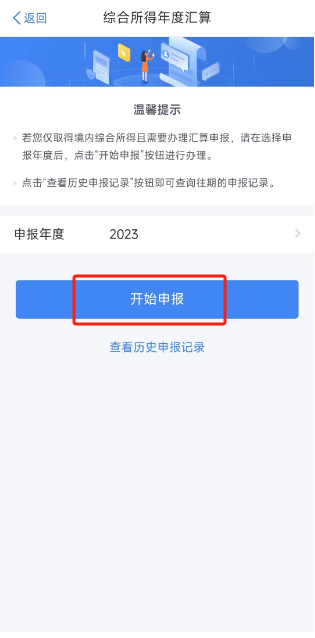 返回
综合所得年度汇算
温馨提示
若您仅取得境内综合所得且需要办理汇算申报，请在选择申
报年度后，点击“开始申报”按钮进行办理。
点击“查看历史申报记录”按钮即可查询往期的申报记录。
申报年度 2023
开始申报
查看历史申报记录